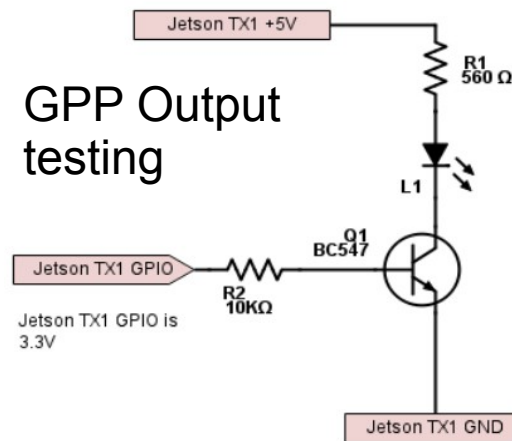 Jetson TX1 +5V
R1
560 Ω
GPP Output
testing
L1
Q1
BC547
Jetson TX1 GPIO
R2
10KΩ
Jetson TX1 GPIO is
3.3V
Jetson TX1 GND